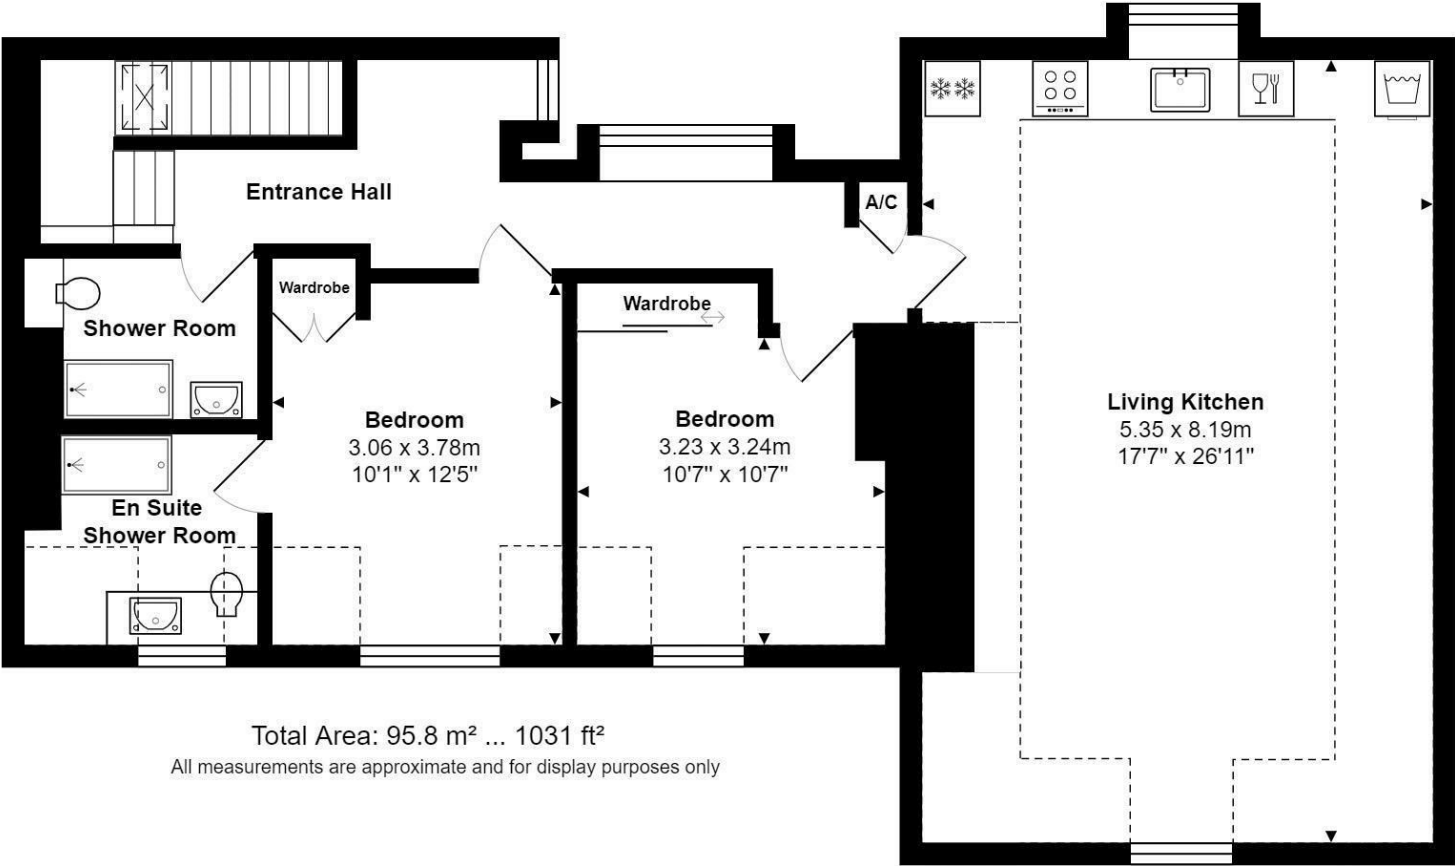 Entrance Hall
A/C
Wardrobe
Wardrobe
Shower Room
Living Kitchen
5.35 x 8.19m
17'7" x 26'11"
Bedroom
3.06 x 3.78m
10'1" x 12'5"
Bedroom
3.23 x 3.24m
10'7" x 10'7"
En Suite
Shower Room
Total Area: 95.8 m² ... 1031 ft²
All measurements are approximate and for display purposes only